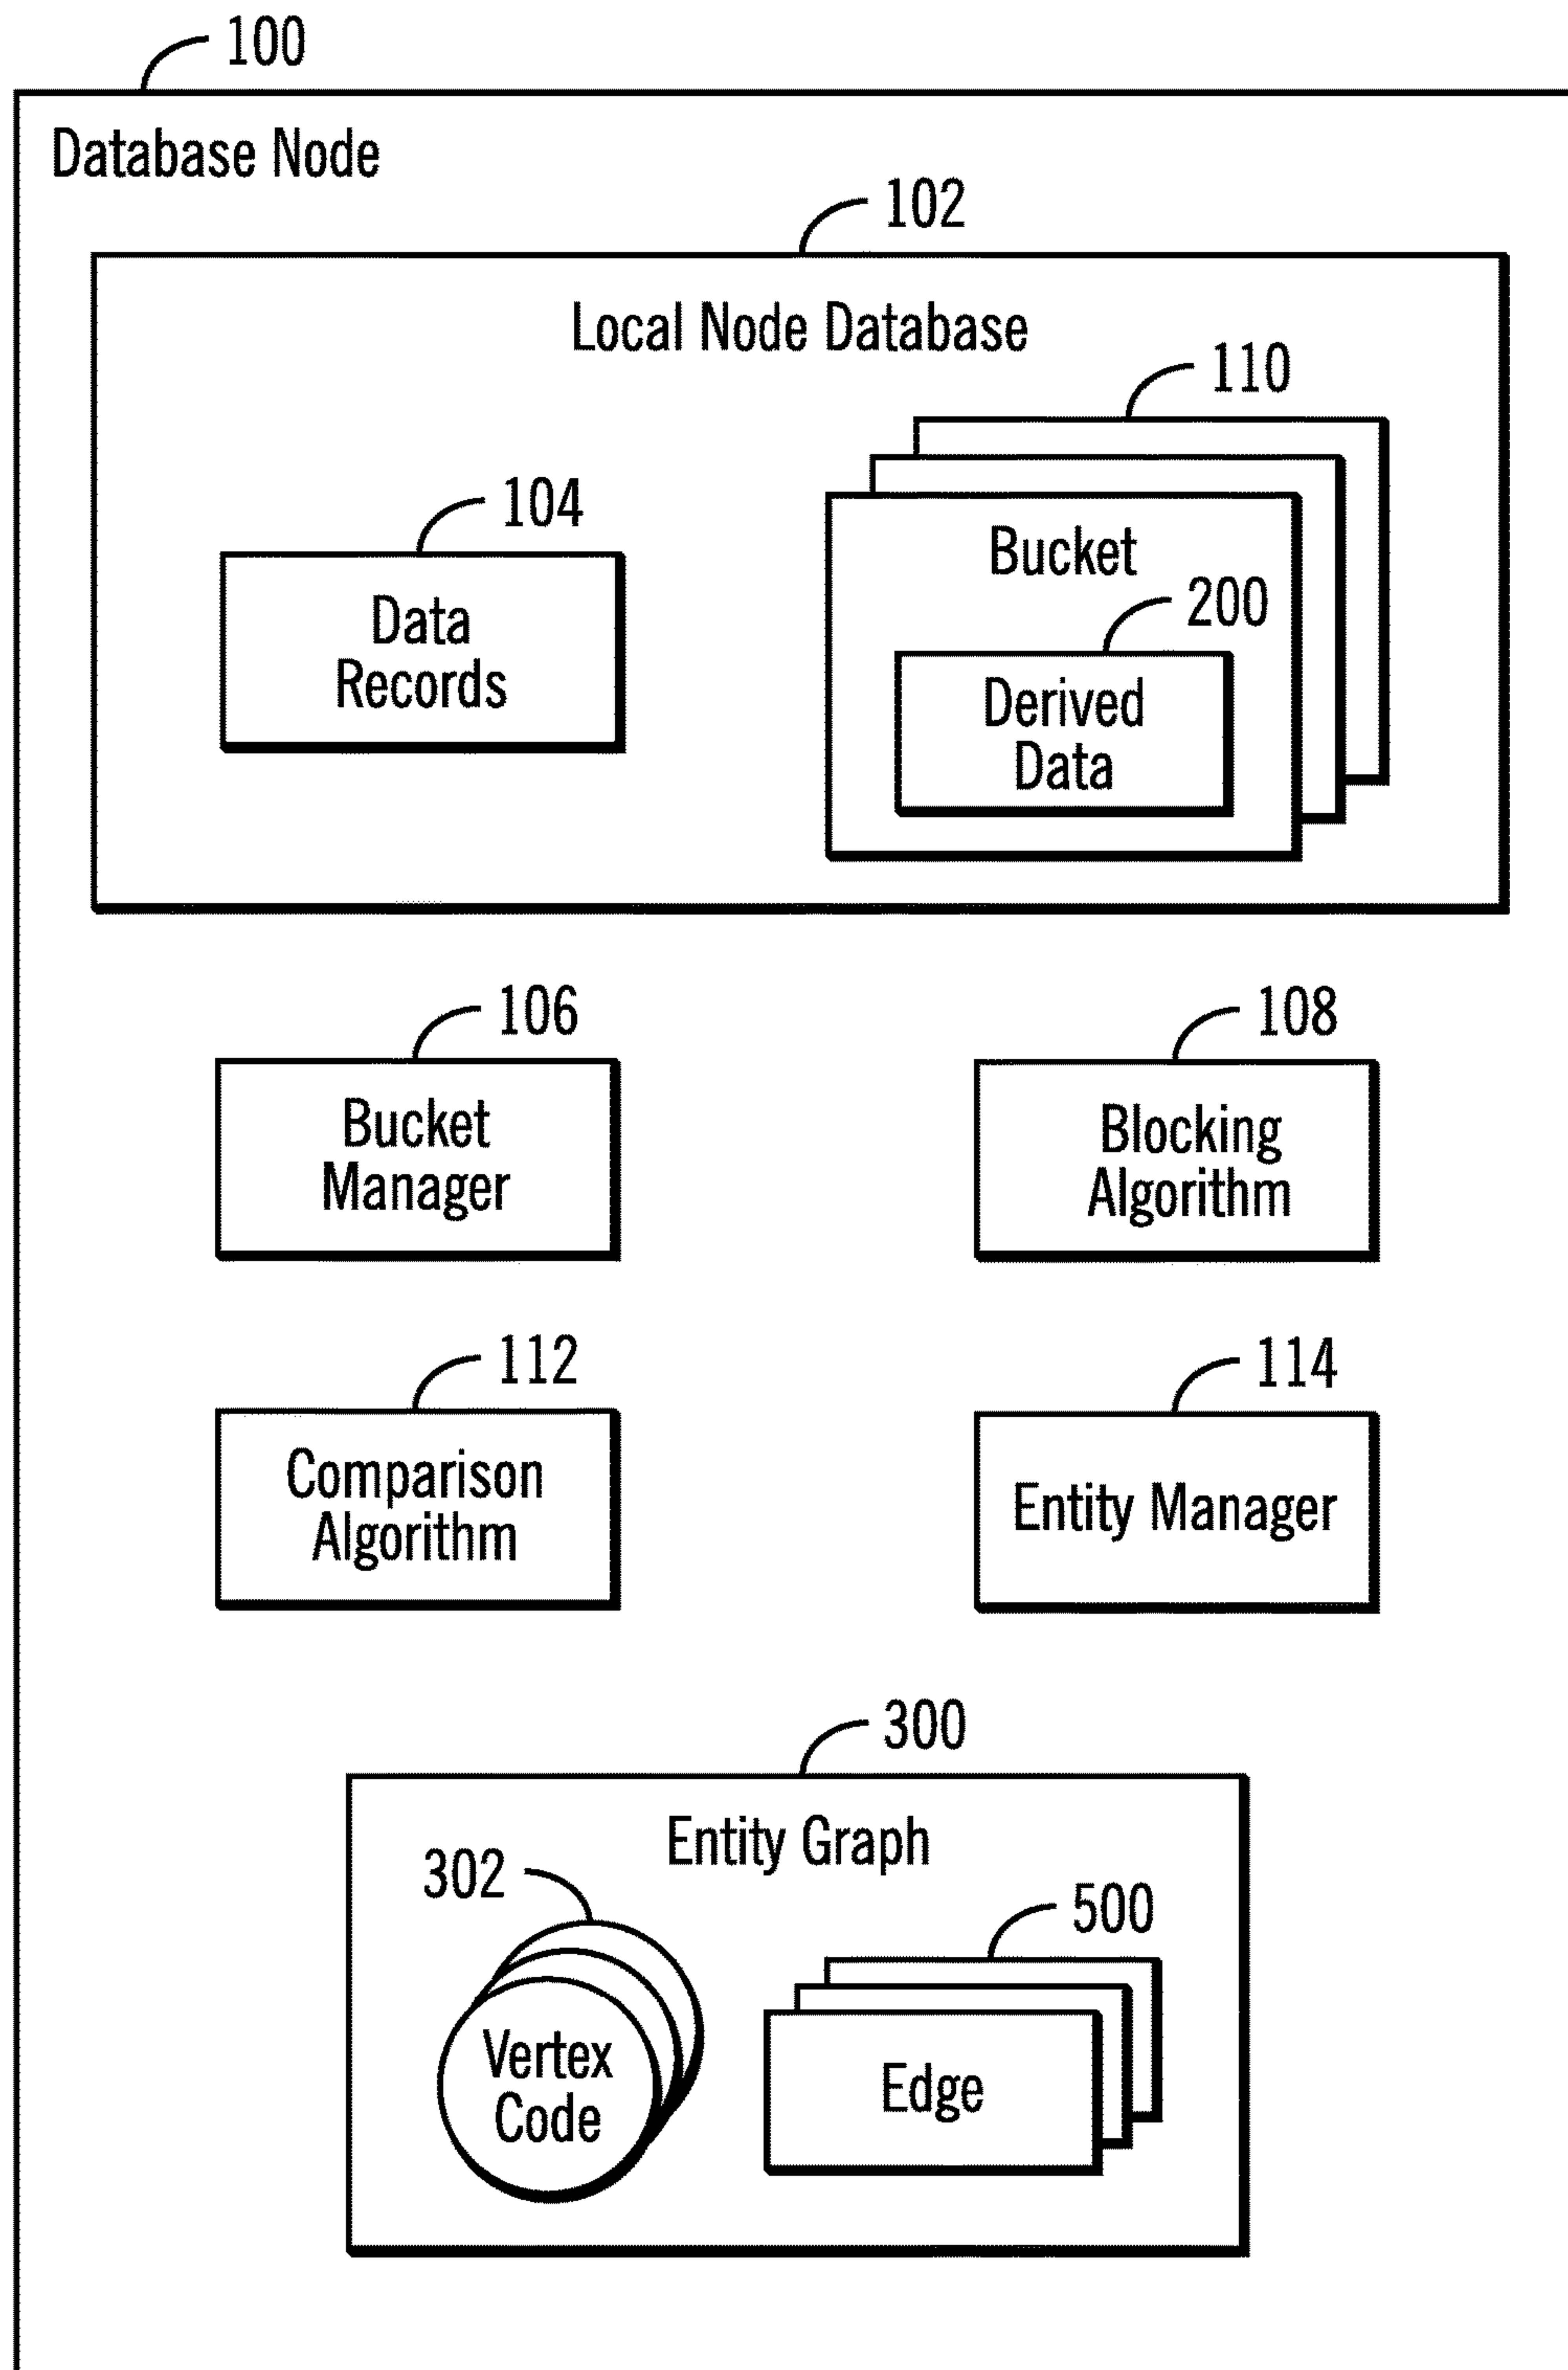 100
Database Node
102
Local Node Database
110
104
Bucket
200
Data
Records
Derived
Data
106
108
Bucket
Manager
Blocking
Algorithm
112
114
Comparison
Algorithm
Entity Manager
300
Entity Graph
302
500
Vertex
Code
Edge